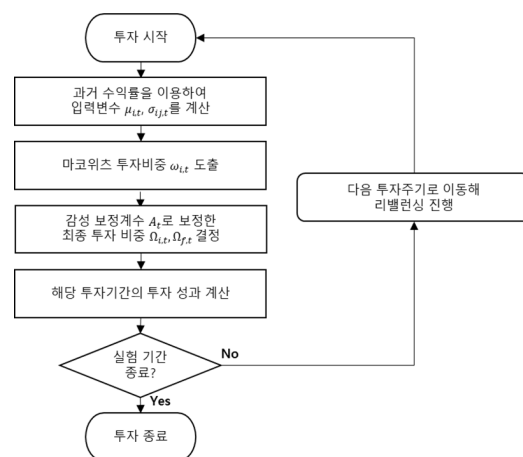 투자 시작
과거 수익률을 이용하여
입력변수 μᵢ,ₜ, σᵢⱼ,ₜ를 계산
마코위츠 투자비중 ωᵢ,ₜ 도출
감성 보정계수 Aₜ로 보정한
최종 투자 비중 Ωᵢ,ₜ,Ω_f,ₜ 결정
해당 투자기간의 투자 성과 계산
실험 기간
종료?
No
Yes
투자 종료
다음 투자주기로 이동해
리밸런싱 진행